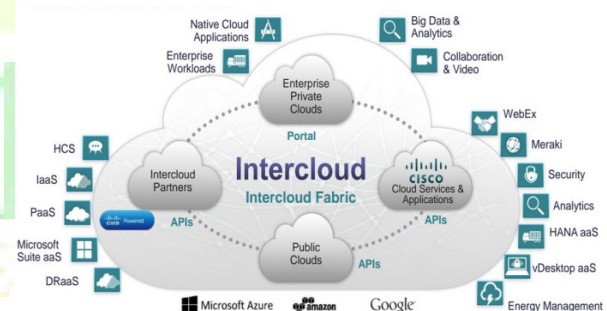 Native Cloud
Applications
Big Data &
Analytics
Enterprise
Workloads
Collaboration
& Video
Enterprise
Private
Clouds
Portal
WebEx
Meraki
HCS
IaaS
PaaS
Microsoft
Suite aaS
DRaaS
Intercloud
Partners
APIs
CISCO Powered
Intercloud
Intercloud Fabric
CISCO
Cloud Services &
Applications
APIs
Security
Analytics
HANA aaS
vDesktop aaS
Energy Management
Public
Clouds
APIs
Microsoft Azure
amazon
Google